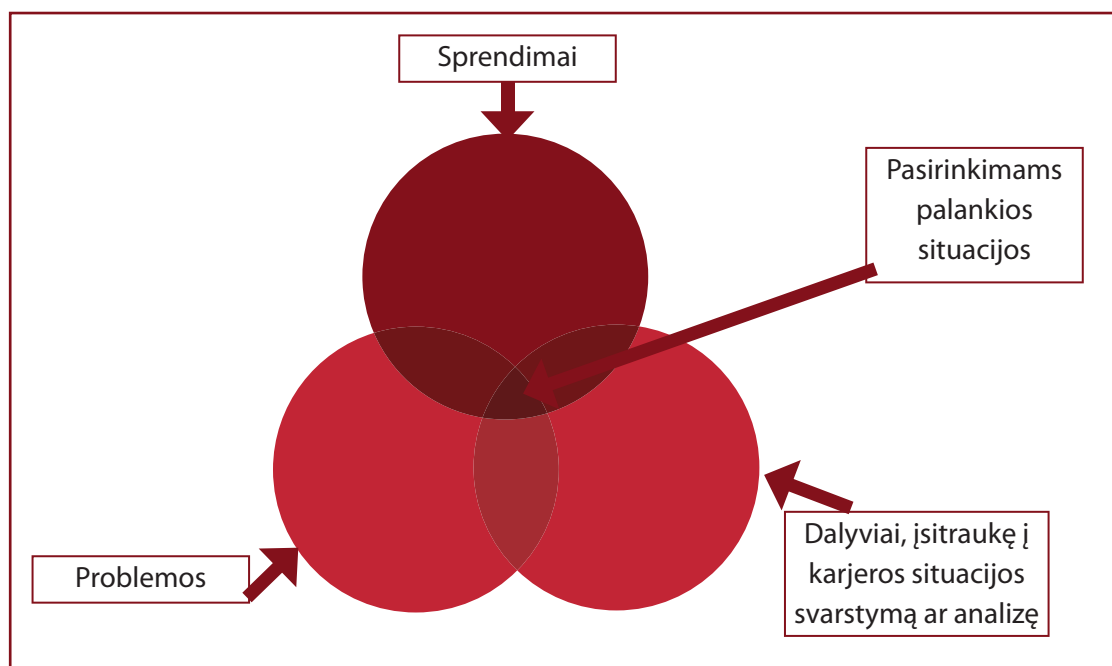 Sprendimai
Pasirinkimams
palankios
situacijos
Problemos
Dalyviai, įsitraukę į
karjeros situacijos
svarstymą ar analizę